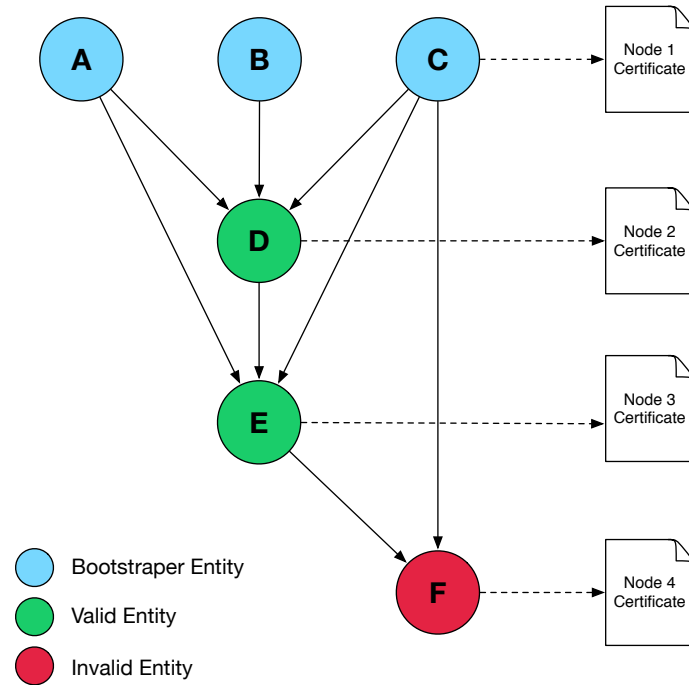 A
B
C
Node 1
Certificate
D
Node 2
Certificate
E
Node 3
Certificate
F
Node 4
Certificate
Bootstraper Entity
Valid Entity
Invalid Entity